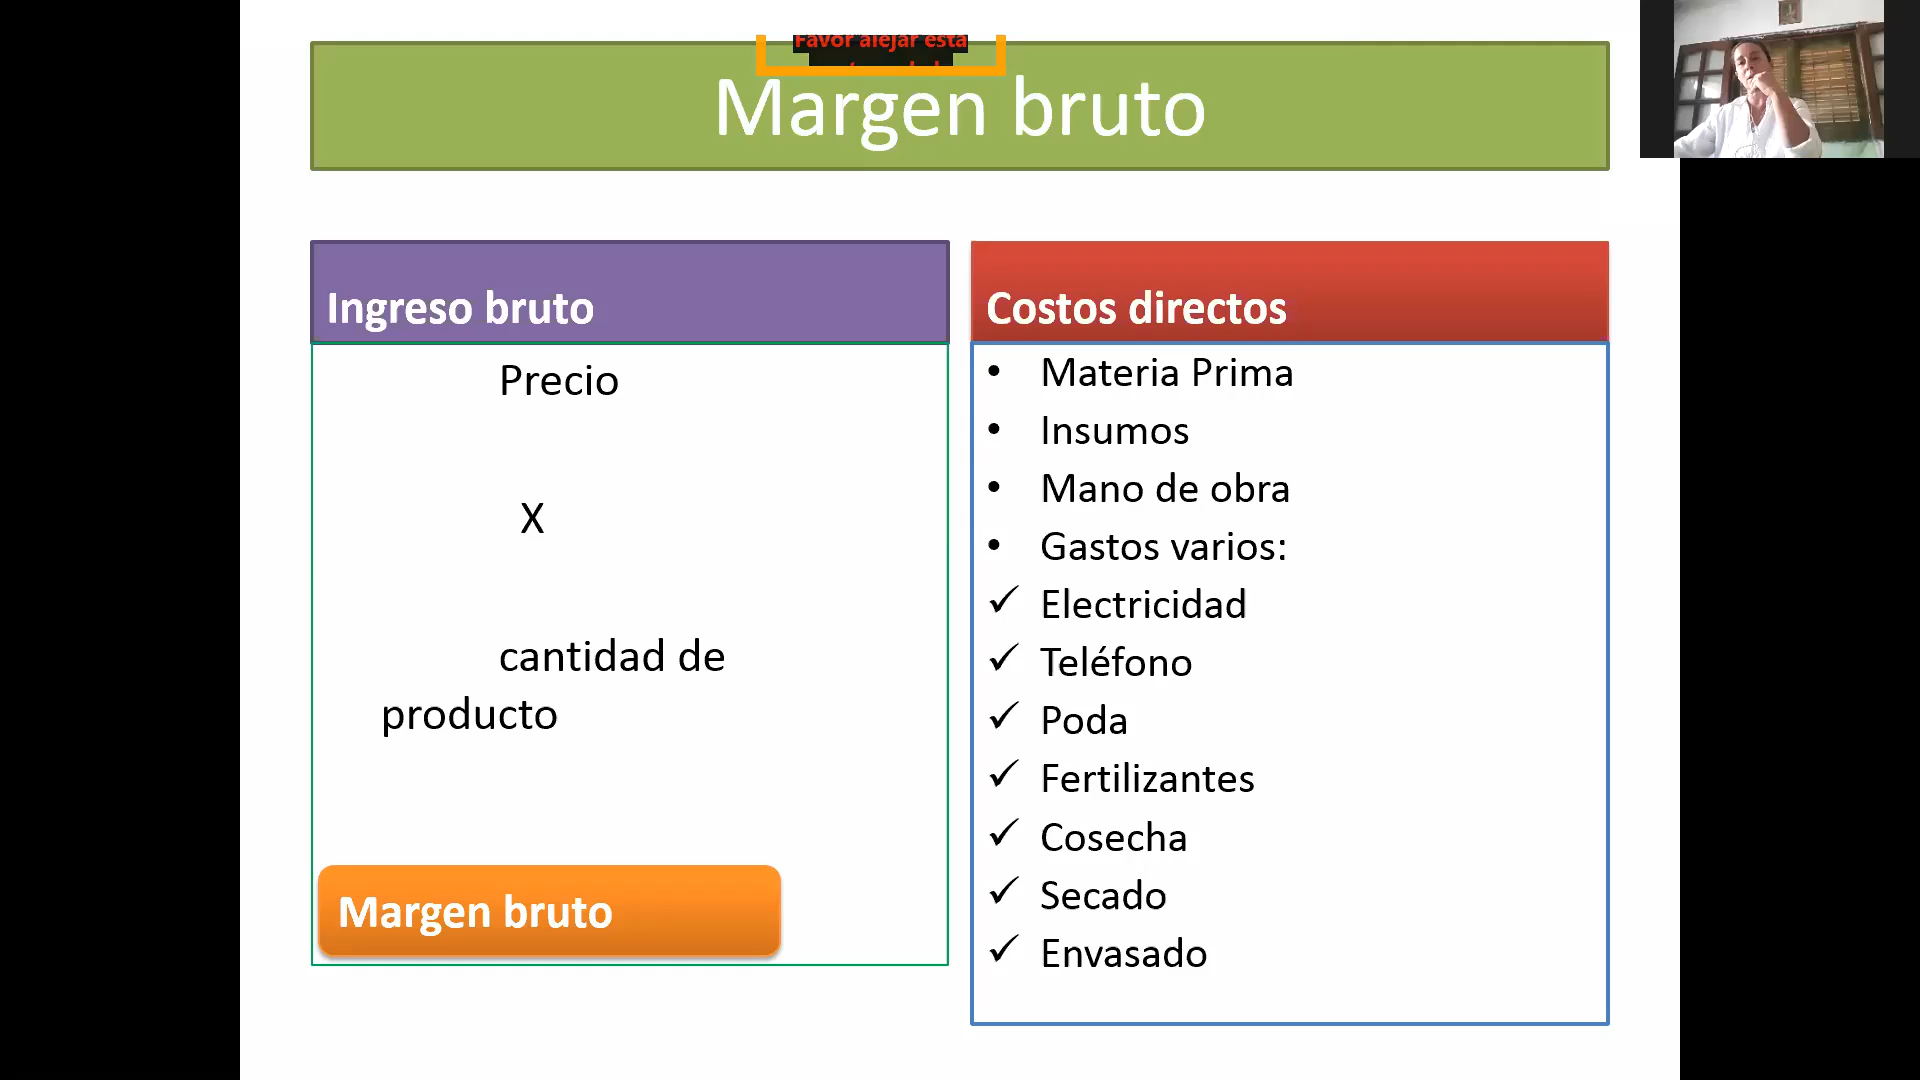 Favor alejar esta
Margen bruto
Ingreso bruto
Precio
X
cantidad de
producto
Margen bruto
Costos directos
• Materia Prima
• Insumos
• Mano de obra
• Gastos varios:
✓ Electricidad
✓ Teléfono
✓ Poda
✓ Fertilizantes
✓ Cosecha
✓ Secado
✓ Envasado